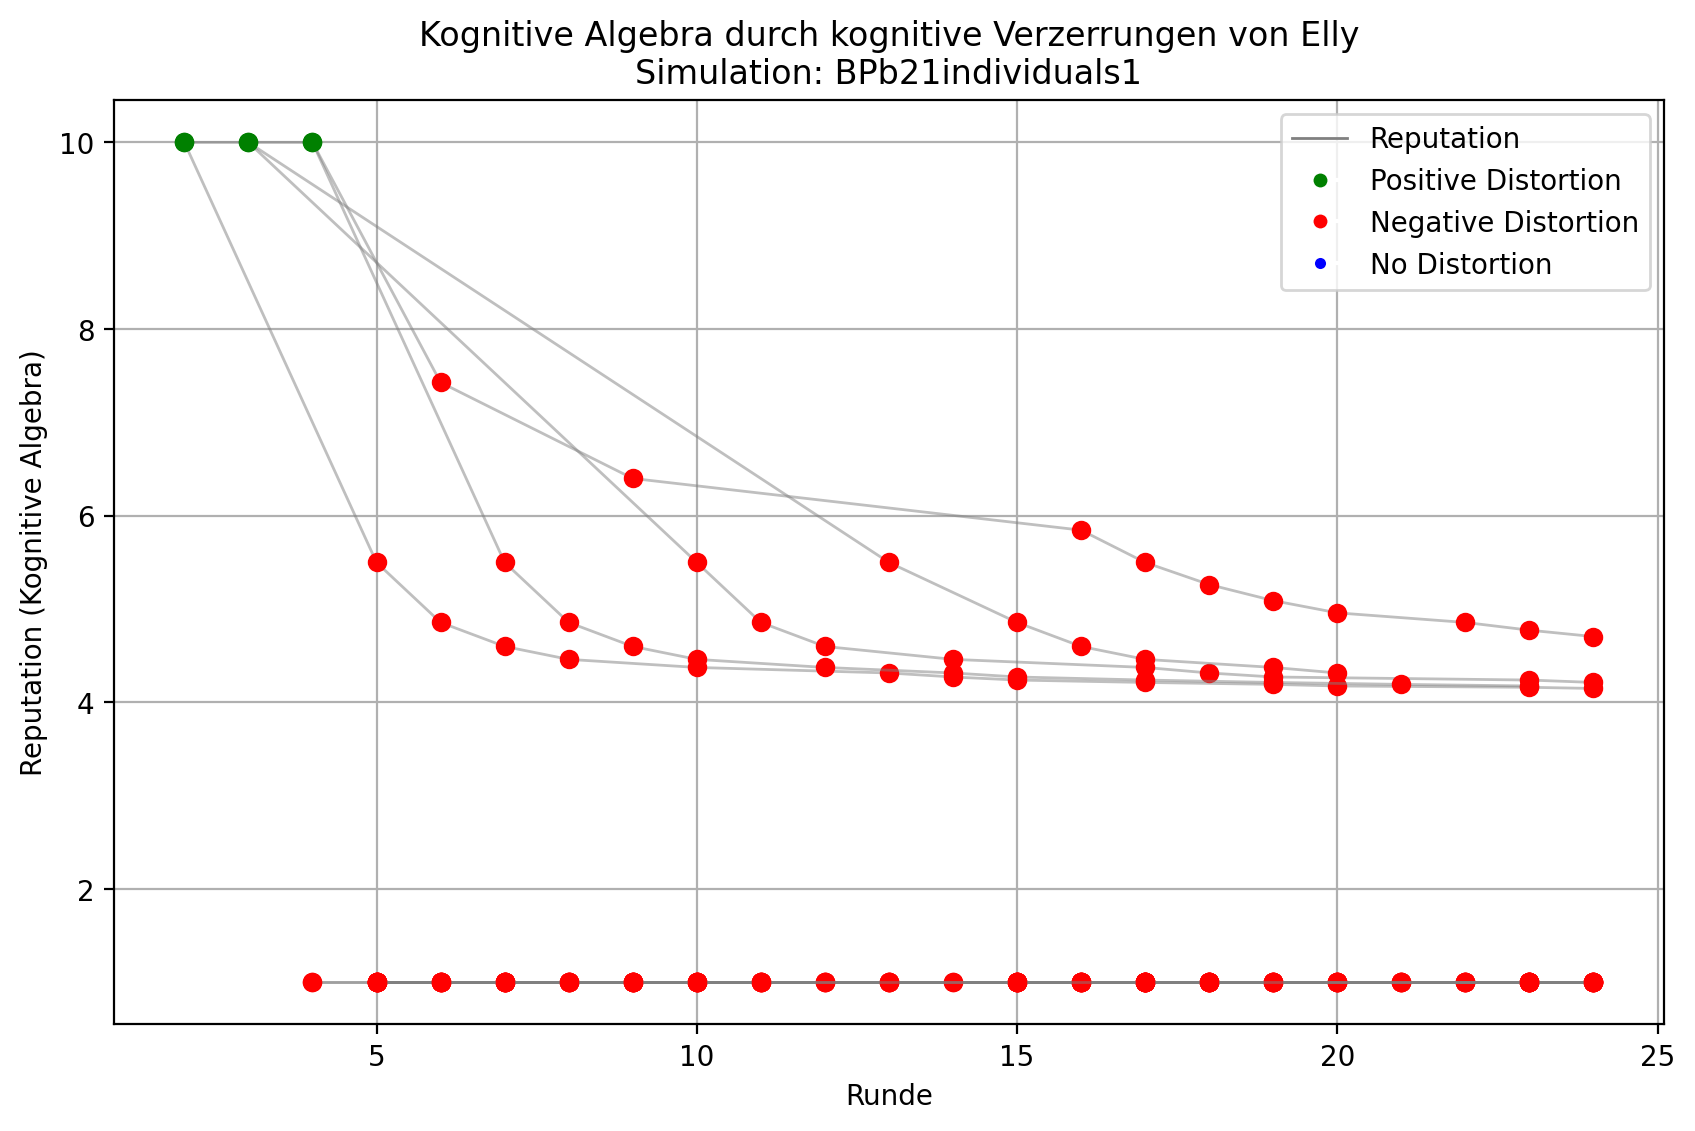 Kognitive Algebra durch kognitive Verzerrungen von Elly
Simulation: BPb21individuals1
Reputation
Positive Distortion
Negative Distortion
No Distortion
Reputation (Kognitive Algebra)
10
8
6
4
2
5
10
15
20
25
Runde